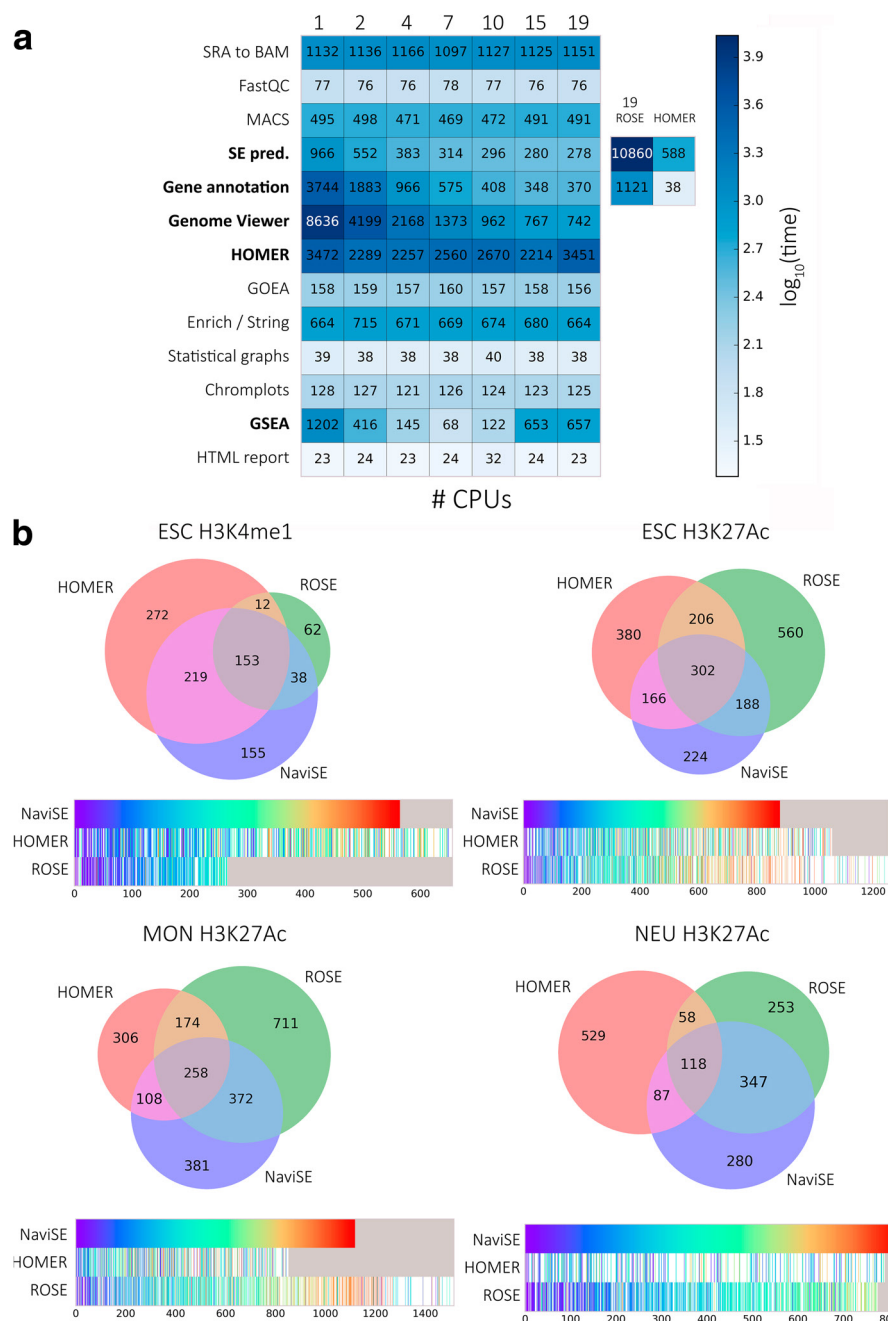 a
1 2 4 7 10 15 19
SRA to BAM 1132 1136 1166 1097 1127 1125 1151
FastQC 77 76 76 78 77 76 76
MACS 495 498 471 469 472 491 491
SE pred. 966 552 383 314 296 280 278
Gene annotation 3744 1883 966 575 408 348 370
Genome Viewer 8636 4199 2168 1373 962 767 742
HOMER 3472 2289 2257 2560 2670 2214 3451
GOEA 158 159 157 160 157 158 156
Enrich / String 664 715 671 669 674 680 664
Statistical graphs 39 38 38 38 40 38 38
Chromplots 128 127 121 126 124 123 125
GSEA 1202 416 145 68 122 653 657
HTML report 23 24 23 24 32 24 23
# CPUs
19
ROSE HOMER
10860 588
1121 38
3.9
3.6
3.3
3.0
2.7
2.4
2.1
1.8
1.5
log10(time)
b
ESC H3K4me1
HOMER
ROSE
272
12
62
153
219
38
155
NaviSE
NaviSE
HOMER
ROSE
0 100 200 300 400 500 600
ESC H3K27Ac
HOMER
ROSE
380
206
560
302
166
188
224
NaviSE
NaviSE
HOMER
ROSE
0 200 400 600 800 1000 1200
MON H3K27Ac
HOMER
ROSE
306
174
711
258
108
372
381
NaviSE
NaviSE
HOMER
ROSE
0 200 400 600 800 1000 1200 1400
NEU H3K27Ac
HOMER
ROSE
529
58
253
118
87
347
280
NaviSE
NaviSE
HOMER
ROSE
0 100 200 300 400 500 600 700